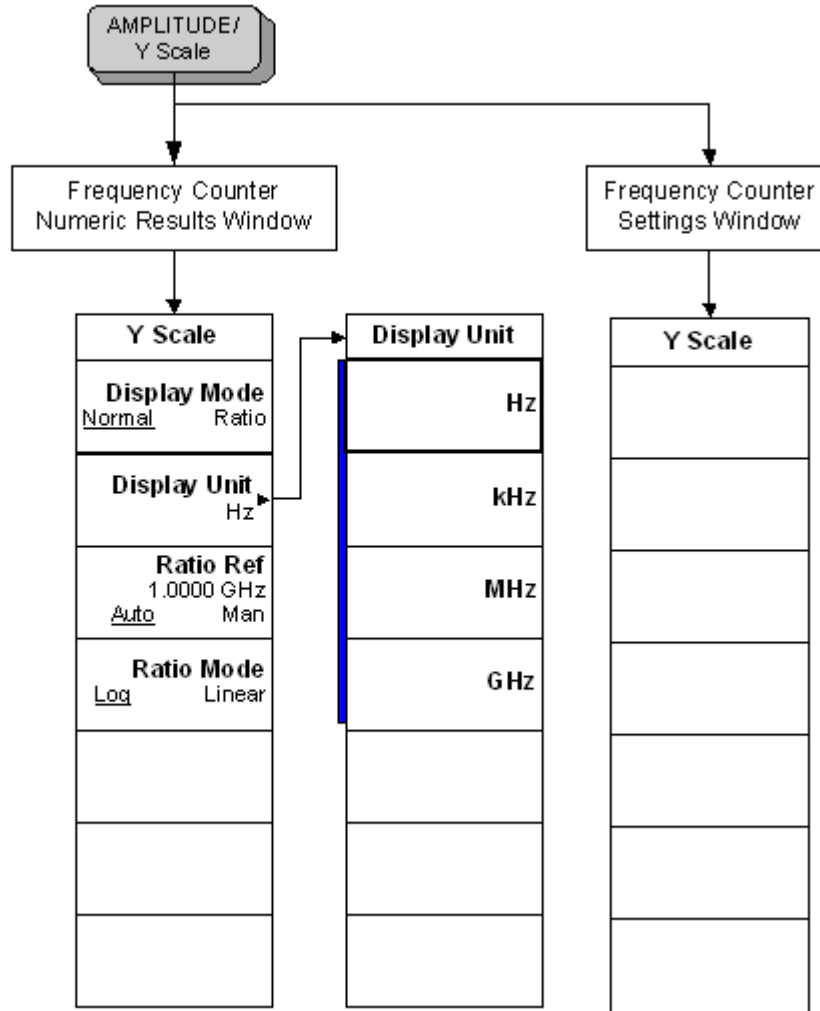 AMPLITUDE/
Y Scale
Frequency Counter
Numeric Results Window
Frequency Counter
Settings Window
Y Scale
Display Mode
Normal Ratio
Display Unit
Hz
Ratio Ref
1.0000 GHz
Auto Man
Ratio Mode
Log Linear
Display Unit
Hz
kHz
MHz
GHz
Y Scale